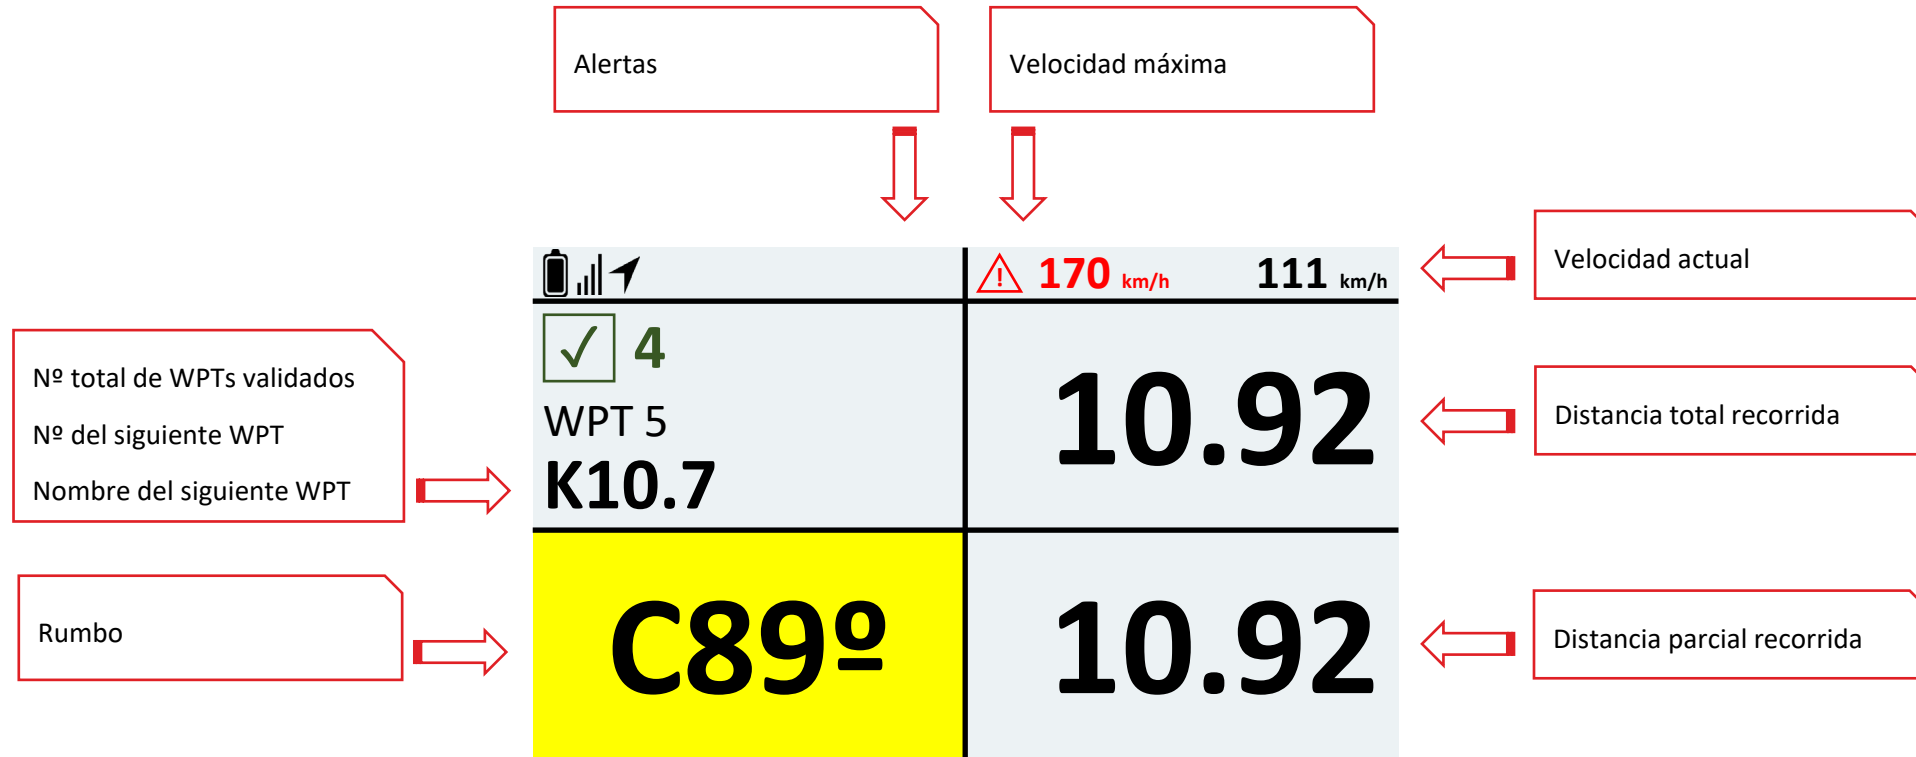 Alertas
Velocidad máxima
170 km/h 111 km/h
Velocidad actual
4
WPT 5
K10.7
10.92
Nº total de WPTs validados
Nº del siguiente WPT
Nombre del siguiente WPT
Distancia total recorrida
Rumbo
C89º
10.92
Distancia parcial recorrida